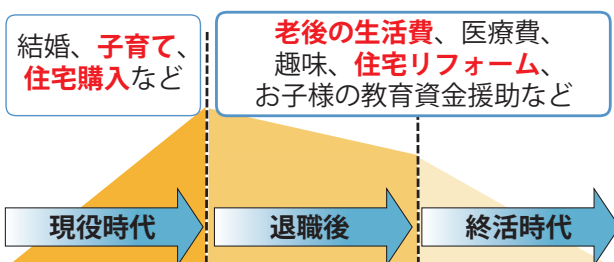 結婚、子育て、
住宅購入など
老後の生活費、医療費、
趣味、住宅リフォーム、
お子様の教育資金援助など
現役時代
退職後
終活時代